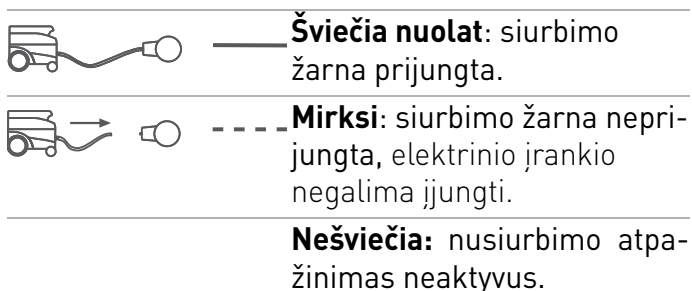 Šviečia nuolat: siurbimo
žarna prijungta.
Mirksi: siurbimo žarna nepri-
jungta, elektrinio įrankio
negalima įjungti.
Nešviečia: nusiurbimo atpa-
žinimas neaktyvus.